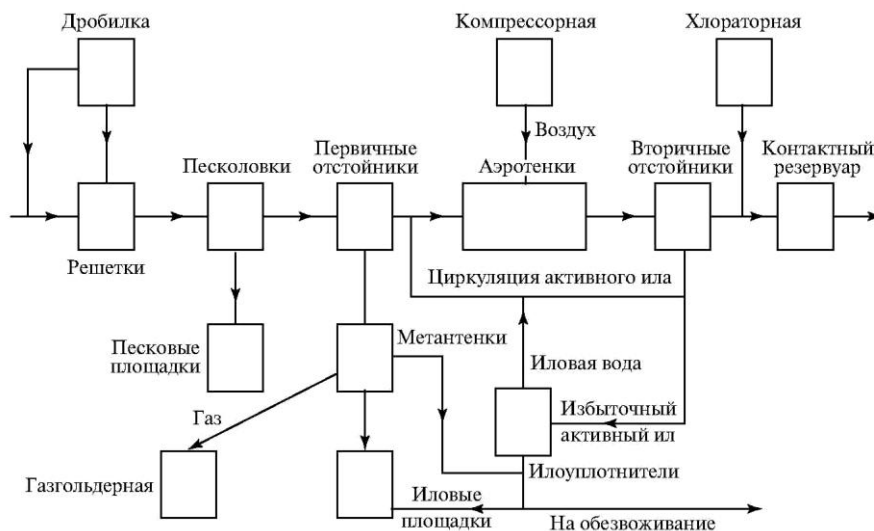 Дробилка
Компрессорная
Хлораторная
Воздух
Песколовки
Первичные
отстойники
Аэротенки
Вторичные
отстойники
Контактный
резервуар
Решетки
Циркуляция активного ила
Песковые
площадки
Метантенки
Иловая вода
Газ
Избыточный
активный ил
Газгольдерная
Илоуплотнители
Иловые
площадки
На обезвоживание